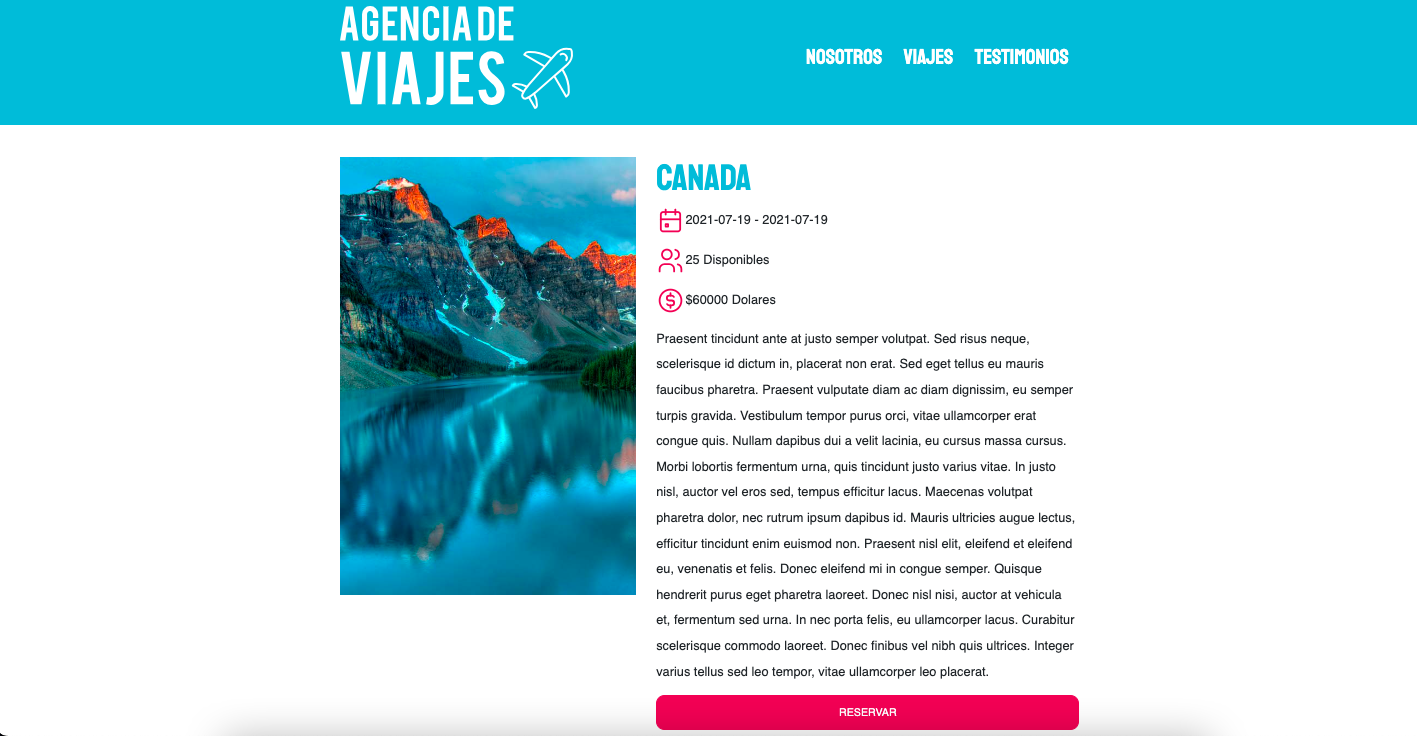 AGENCIA DE
VIAJES
NOSOTROS VIAJES TESTIMONIOS
CANADA
2021-07-19 - 2021-07-19
25 Disponibles
$60000 Dolares
Praesent tincidunt ante at justo semper volutpat. Sed risus neque,
scelerisque id dictum in, placerat non erat. Sed eget tellus eu mauris
faucibus pharetra. Praesent vulputate diam ac diam dignissim, eu semper
turpis gravida. Vestibulum tempor purus orci, vitae ullamcorper erat
congue quis. Nullam dapibus dui a velit lacinia, eu cursus massa cursus.
Morbi lobortis fermentum urna, quis tincidunt justo varius vitae. In justo
nisl, auctor vel eros sed, tempus efficitur lacus. Maecenas volutpat
pharetra dolor, nec rutrum ipsum dapibus id. Mauris ultricies augue lectus,
efficitur tincidunt enim euismod non. Praesent nisl elit, eleifend et eleifend
eu, venenatis et felis. Donec eleifend mi in congue semper. Quisque
hendrerit purus eget pharetra laoreet. Donec nisl nisi, auctor at vehicula
et, fermentum sed urna. In nec porta felis, eu ullamcorper lacus. Curabitur
scelerisque commodo laoreet. Donec finibus vel nibh quis ultrices. Integer
varius tellus sed leo tempor, vitae ullamcorper leo placerat.
RESERVAR